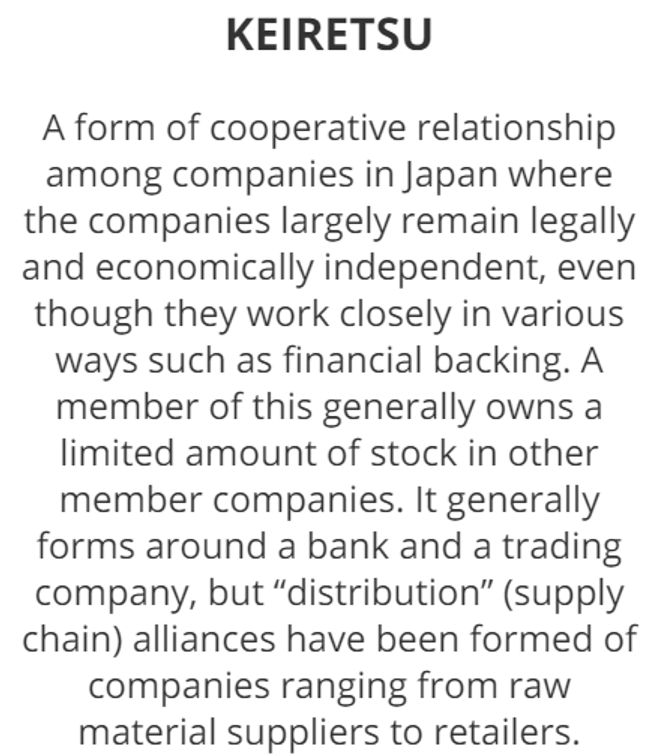 KEIRETSU
A form of cooperative relationship
among companies in Japan where
the companies largely remain legally
and economically independent, even
though they work closely in various
ways such as financial backing. A
member of this generally owns a
limited amount of stock in other
member companies. It generally
forms around a bank and a trading
company, but “distribution” (supply
chain) alliances have been formed of
companies ranging from raw
material suppliers to retailers.